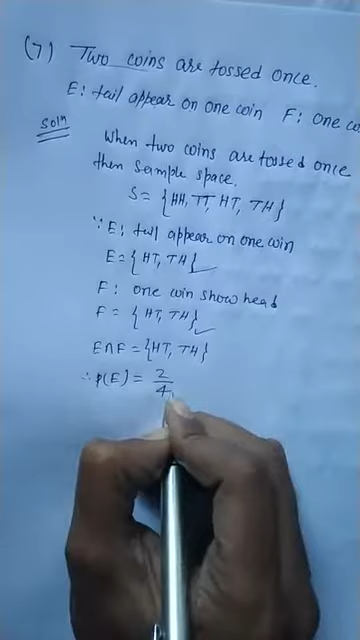 (7) Two coins are tossed once.
E: tail appear on one coin F: one co
Soln
When two coins are tossed once
then sample space.
S = {HH, TT, HT, TH}
∵ E: tail appear on one coin
E = {HT, TH}
F: one coin show head
F = {HT, TH}
E∩F = {HT, TH}
∴ P(E) = 2/4